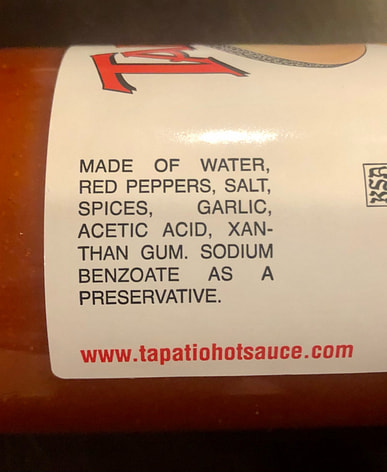 MADE OF WATER,
RED PEPPERS, SALT,
SPICES, GARLIC,
ACETIC ACID, XAN-
THAN GUM. SODIUM
BENZOATE AS A
PRESERVATIVE.
www.tapatiohotsauce.com
KSA